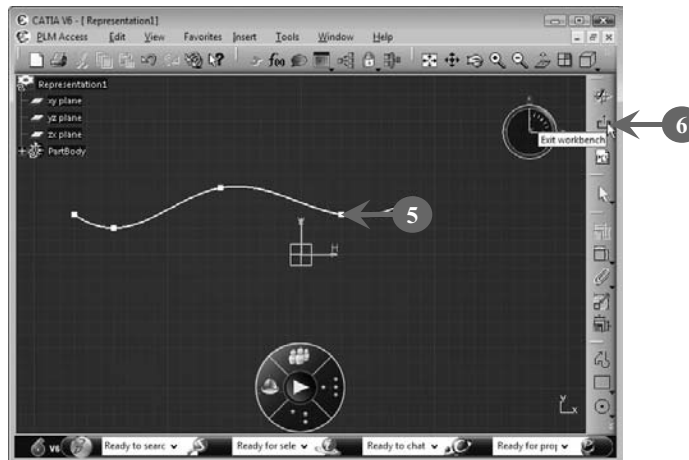 CATIA V6 - [ Representation1]
PLM Access Edit View Favorites Insert Tools Window Help
f(x)
Representation1
xy plane
yz plane
zx plane
PartBody
Exit workbench
6
5
V
H
y
x
V6 Ready to searc Ready for sele Ready to chat Ready for prop